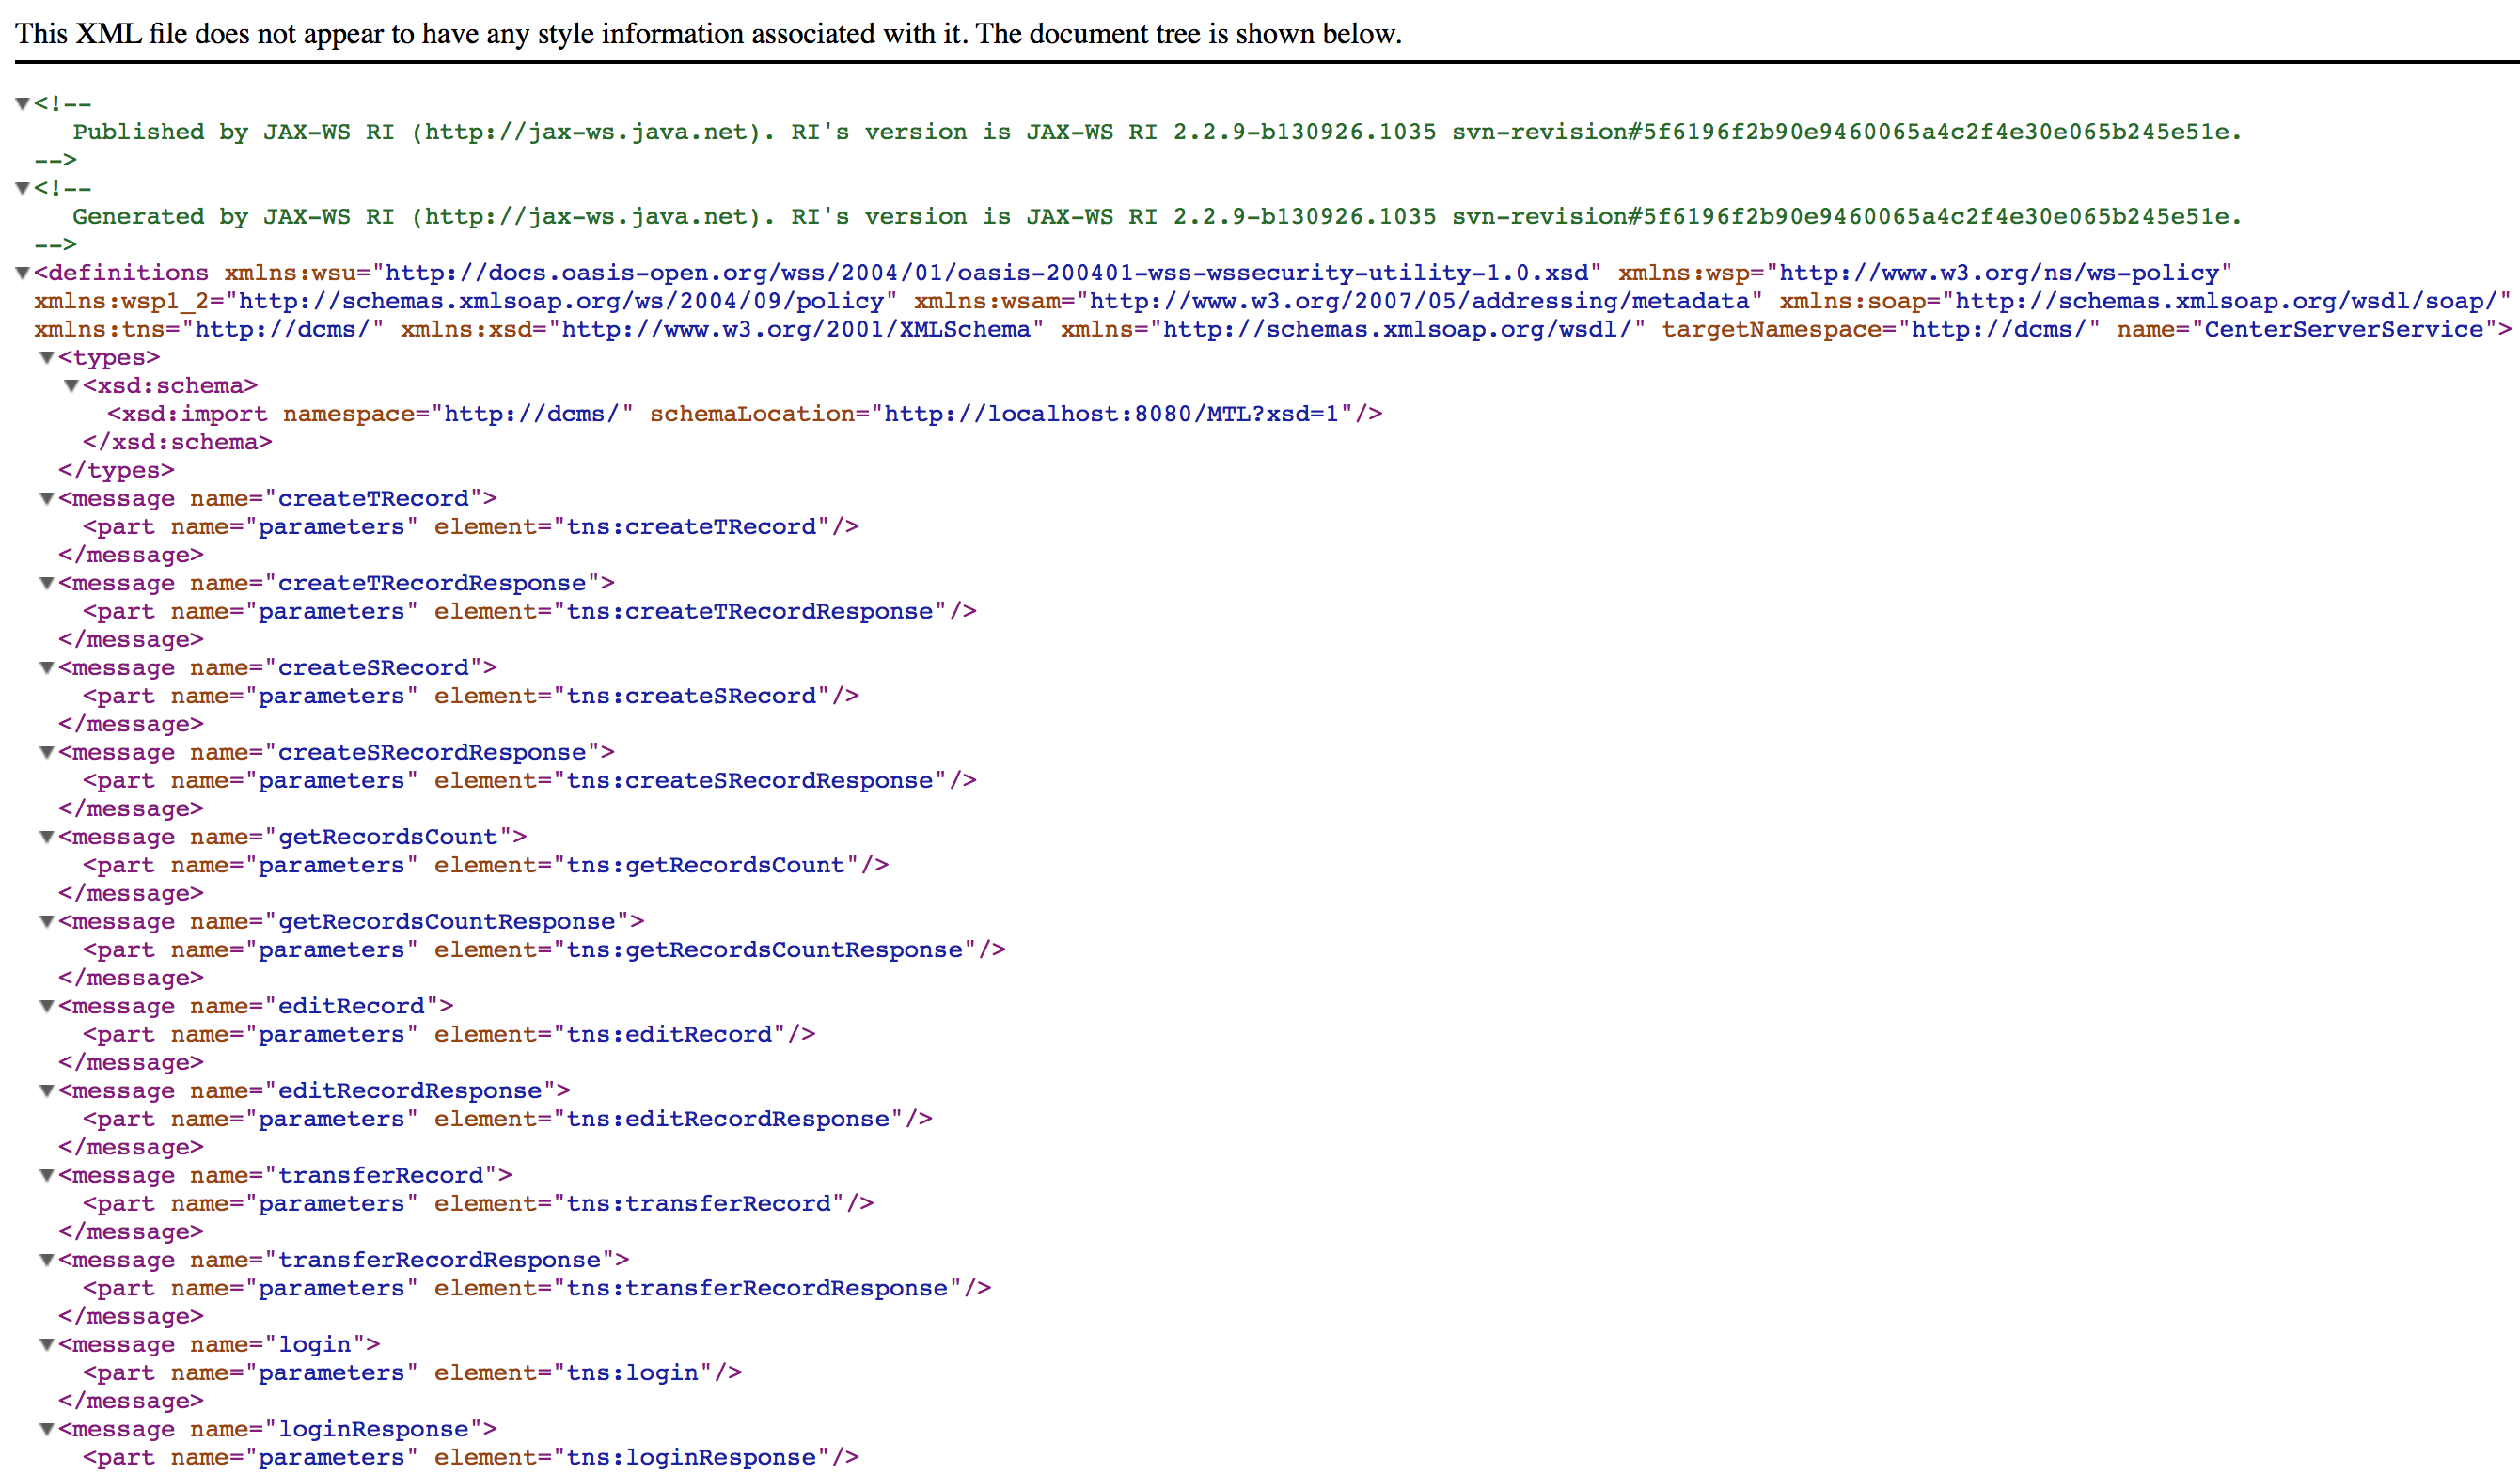 This XML file does not appear to have any style information associated with it. The document tree is shown below.
▼<!--
Published by JAX-WS RI (http://jax-ws.java.net). RI's version is JAX-WS RI 2.2.9-b130926.1035 svn-revision#5f6196f2b90e9460065a4c2f4e30e065b245e51e.
-->
▼<!--
Generated by JAX-WS RI (http://jax-ws.java.net). RI's version is JAX-WS RI 2.2.9-b130926.1035 svn-revision#5f6196f2b90e9460065a4c2f4e30e065b245e51e.
-->
▼<definitions xmlns:wsu="http://docs.oasis-open.org/wss/2004/01/oasis-200401-wss-wssecurity-utility-1.0.xsd" xmlns:wsp="http://www.w3.org/ns/ws-policy"
xmlns:wsp1_2="http://schemas.xmlsoap.org/ws/2004/09/policy" xmlns:wsam="http://www.w3.org/2007/05/addressing/metadata" xmlns:soap="http://schemas.xmlsoap.org/wsdl/soap/"
xmlns:tns="http://dcms/" xmlns:xsd="http://www.w3.org/2001/XMLSchema" xmlns="http://schemas.xmlsoap.org/wsdl/" targetNamespace="http://dcms/" name="CenterServerService">
▼<types>
▼<xsd:schema>
<xsd:import namespace="http://dcms/" schemaLocation="http://localhost:8080/MTL?xsd=1"/>
</xsd:schema>
</types>
▼<message name="createTRecord">
<part name="parameters" element="tns:createTRecord"/>
</message>
▼<message name="createTRecordResponse">
<part name="parameters" element="tns:createTRecordResponse"/>
</message>
▼<message name="createSRecord">
<part name="parameters" element="tns:createSRecord"/>
</message>
▼<message name="createSRecordResponse">
<part name="parameters" element="tns:createSRecordResponse"/>
</message>
▼<message name="getRecordsCount">
<part name="parameters" element="tns:getRecordsCount"/>
</message>
▼<message name="getRecordsCountResponse">
<part name="parameters" element="tns:getRecordsCountResponse"/>
</message>
▼<message name="editRecord">
<part name="parameters" element="tns:editRecord"/>
</message>
▼<message name="editRecordResponse">
<part name="parameters" element="tns:editRecordResponse"/>
</message>
▼<message name="transferRecord">
<part name="parameters" element="tns:transferRecord"/>
</message>
▼<message name="transferRecordResponse">
<part name="parameters" element="tns:transferRecordResponse"/>
</message>
▼<message name="login">
<part name="parameters" element="tns:login"/>
</message>
▼<message name="loginResponse">
<part name="parameters" element="tns:loginResponse"/>